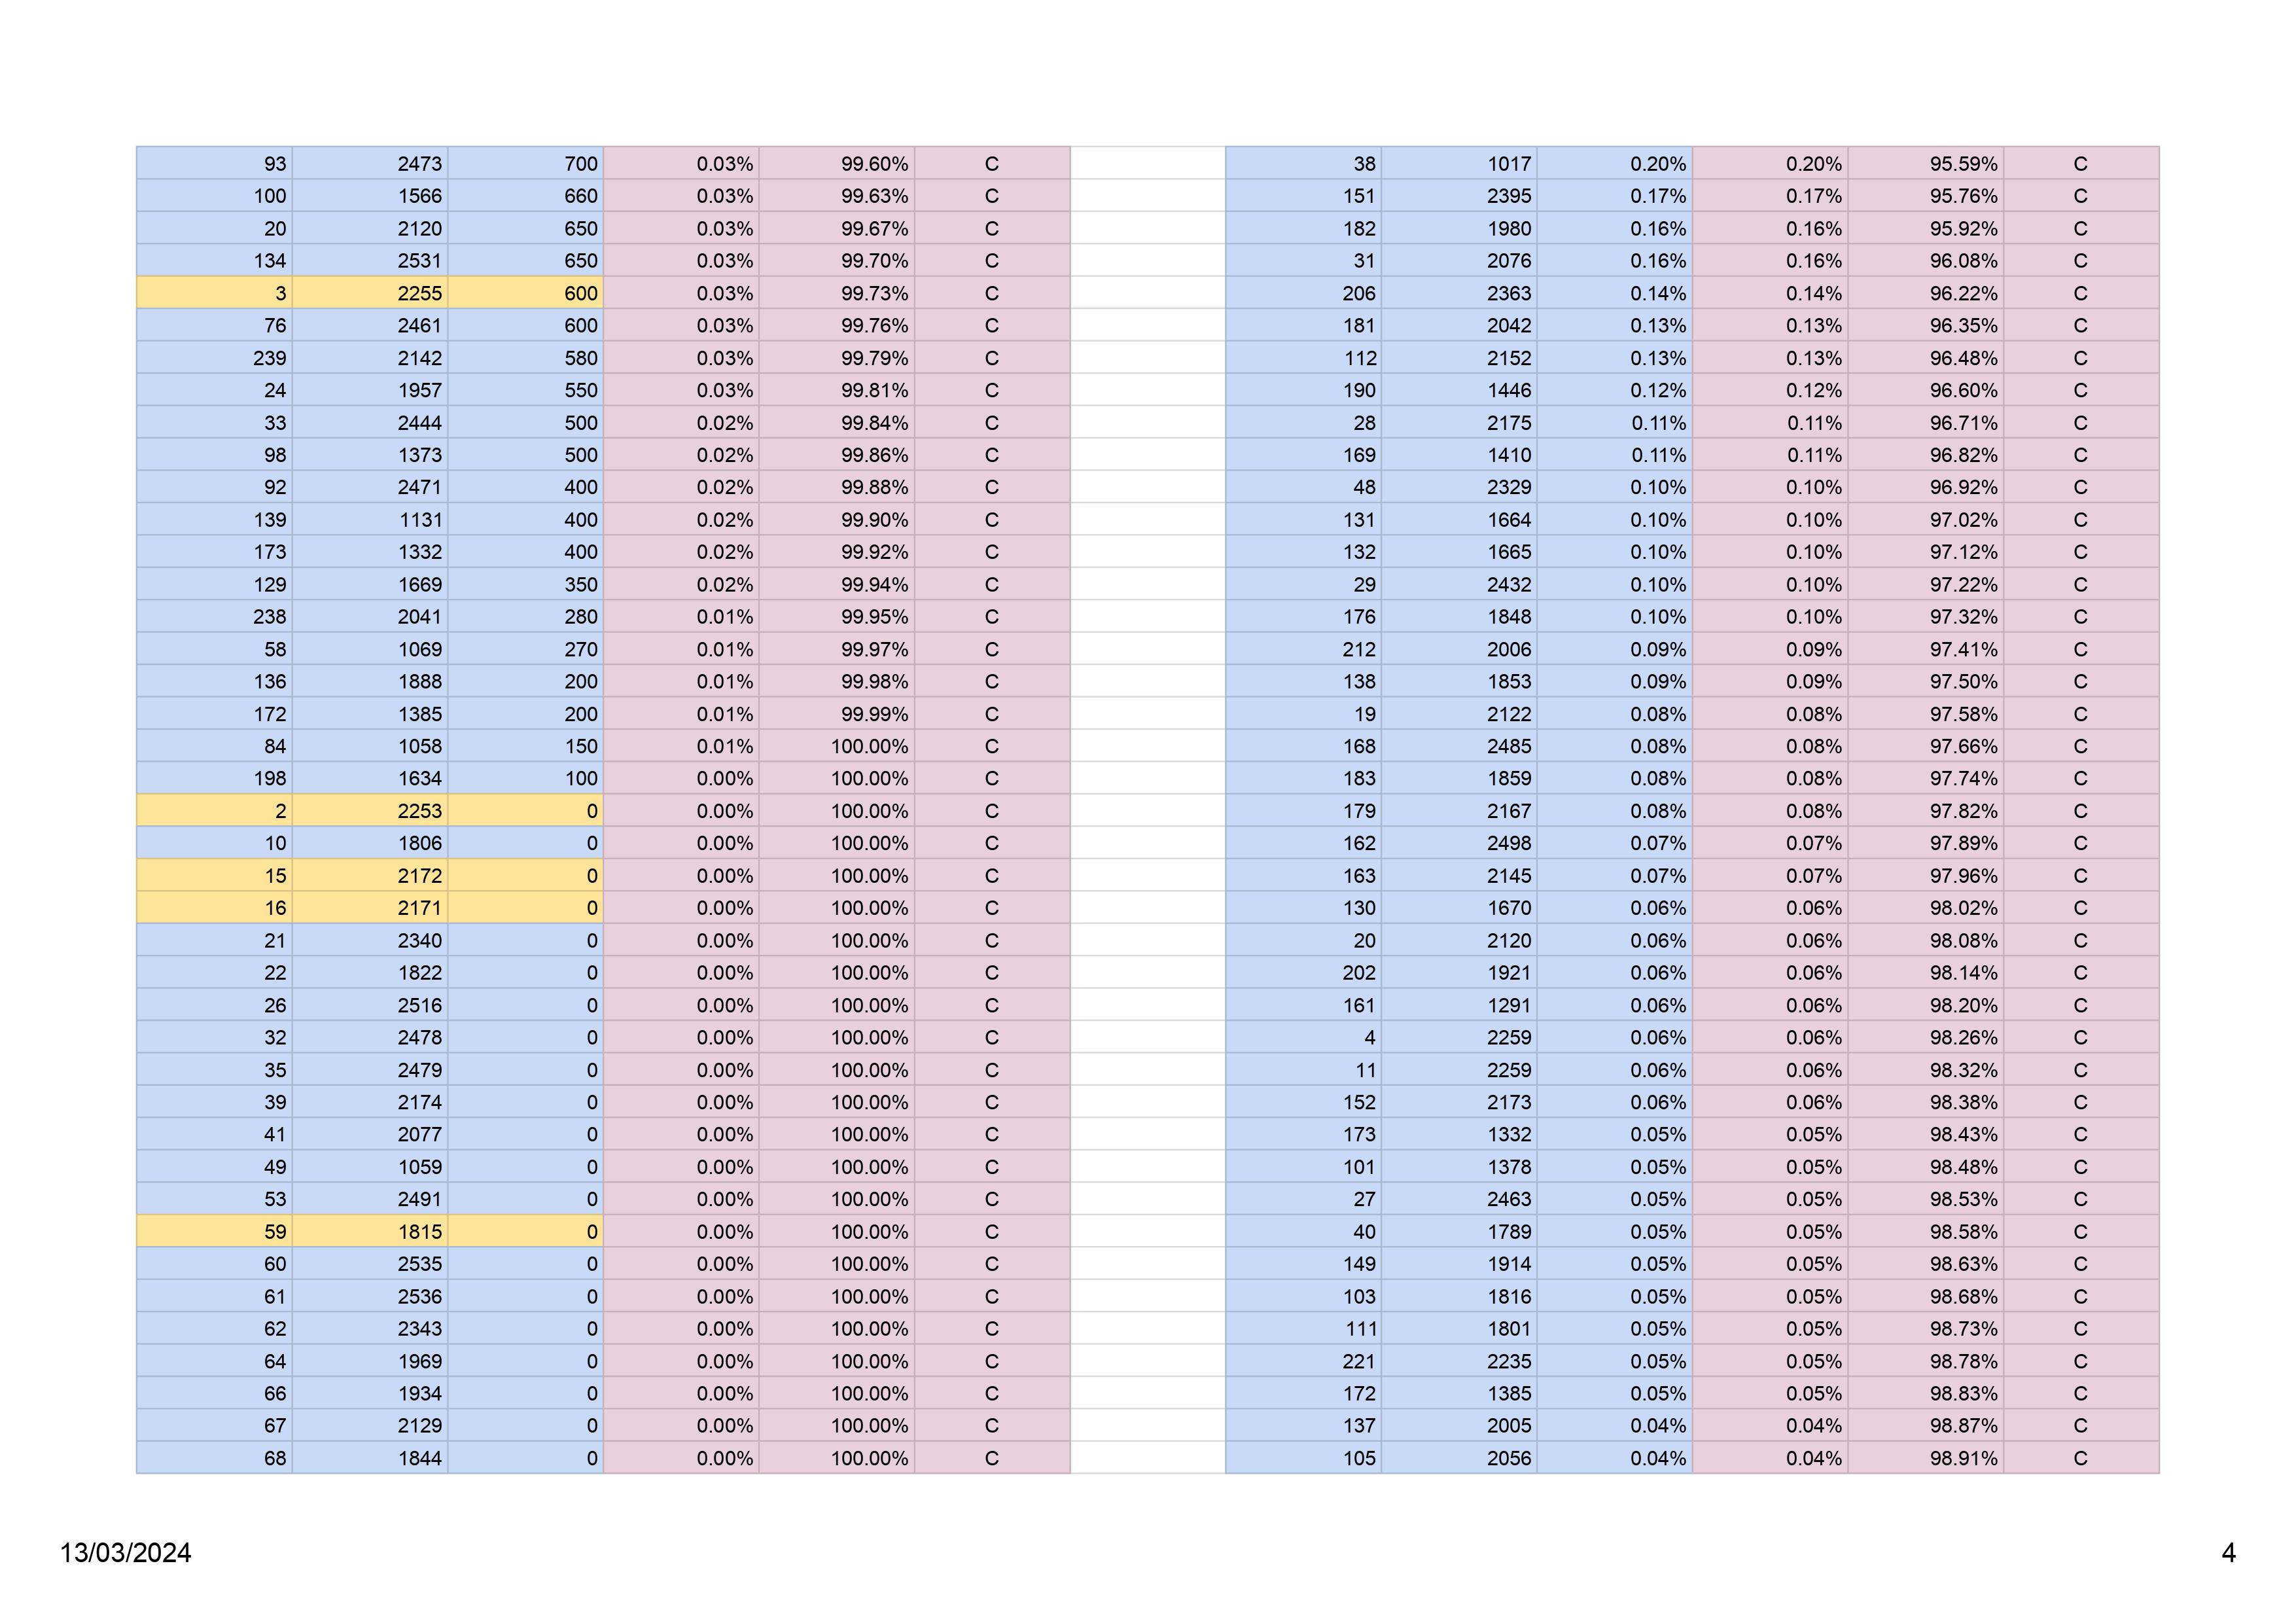 93 2473 700 0.03% 99.60% C 38 1017 0.20% 0.20% 95.59% C
100 1566 660 0.03% 99.63% C 151 2395 0.17% 0.17% 95.76% C
20 2120 650 0.03% 99.67% C 182 1980 0.16% 0.16% 95.92% C
134 2531 650 0.03% 99.70% C 31 2076 0.16% 0.16% 96.08% C
3 2255 600 0.03% 99.73% C 206 2363 0.14% 0.14% 96.22% C
76 2461 600 0.03% 99.76% C 181 2042 0.13% 0.13% 96.35% C
239 2142 580 0.03% 99.79% C 112 2152 0.13% 0.13% 96.48% C
24 1957 550 0.03% 99.81% C 190 1446 0.12% 0.12% 96.60% C
33 2444 500 0.02% 99.84% C 28 2175 0.11% 0.11% 96.71% C
98 1373 500 0.02% 99.86% C 169 1410 0.11% 0.11% 96.82% C
92 2471 400 0.02% 99.88% C 48 2329 0.10% 0.10% 96.92% C
139 1131 400 0.02% 99.90% C 131 1664 0.10% 0.10% 97.02% C
173 1332 400 0.02% 99.92% C 132 1665 0.10% 0.10% 97.12% C
129 1669 350 0.02% 99.94% C 29 2432 0.10% 0.10% 97.22% C
238 2041 280 0.01% 99.95% C 176 1848 0.10% 0.10% 97.32% C
58 1069 270 0.01% 99.97% C 212 2006 0.09% 0.09% 97.41% C
136 1888 200 0.01% 99.98% C 138 1853 0.09% 0.09% 97.50% C
172 1385 200 0.01% 99.99% C 19 2122 0.08% 0.08% 97.58% C
84 1058 150 0.01% 100.00% C 168 2485 0.08% 0.08% 97.66% C
198 1634 100 0.00% 100.00% C 183 1859 0.08% 0.08% 97.74% C
2 2253 0 0.00% 100.00% C 179 2167 0.08% 0.08% 97.82% C
10 1806 0 0.00% 100.00% C 162 2498 0.07% 0.07% 97.89% C
15 2172 0 0.00% 100.00% C 163 2145 0.07% 0.07% 97.96% C
16 2171 0 0.00% 100.00% C 130 1670 0.06% 0.06% 98.02% C
21 2340 0 0.00% 100.00% C 20 2120 0.06% 0.06% 98.08% C
22 1822 0 0.00% 100.00% C 202 1921 0.06% 0.06% 98.14% C
26 2516 0 0.00% 100.00% C 161 1291 0.06% 0.06% 98.20% C
32 2478 0 0.00% 100.00% C 4 2259 0.06% 0.06% 98.26% C
35 2479 0 0.00% 100.00% C 11 2259 0.06% 0.06% 98.32% C
39 2174 0 0.00% 100.00% C 152 2173 0.06% 0.06% 98.38% C
41 2077 0 0.00% 100.00% C 173 1332 0.05% 0.05% 98.43% C
49 1059 0 0.00% 100.00% C 101 1378 0.05% 0.05% 98.48% C
53 2491 0 0.00% 100.00% C 27 2463 0.05% 0.05% 98.53% C
59 1815 0 0.00% 100.00% C 40 1789 0.05% 0.05% 98.58% C
60 2535 0 0.00% 100.00% C 149 1914 0.05% 0.05% 98.63% C
61 2536 0 0.00% 100.00% C 103 1816 0.05% 0.05% 98.68% C
62 2343 0 0.00% 100.00% C 111 1801 0.05% 0.05% 98.73% C
64 1969 0 0.00% 100.00% C 221 2235 0.05% 0.05% 98.78% C
66 1934 0 0.00% 100.00% C 172 1385 0.05% 0.05% 98.83% C
67 2129 0 0.00% 100.00% C 137 2005 0.04% 0.04% 98.87% C
68 1844 0 0.00% 100.00% C 105 2056 0.04% 0.04% 98.91% C
13/03/2024 4